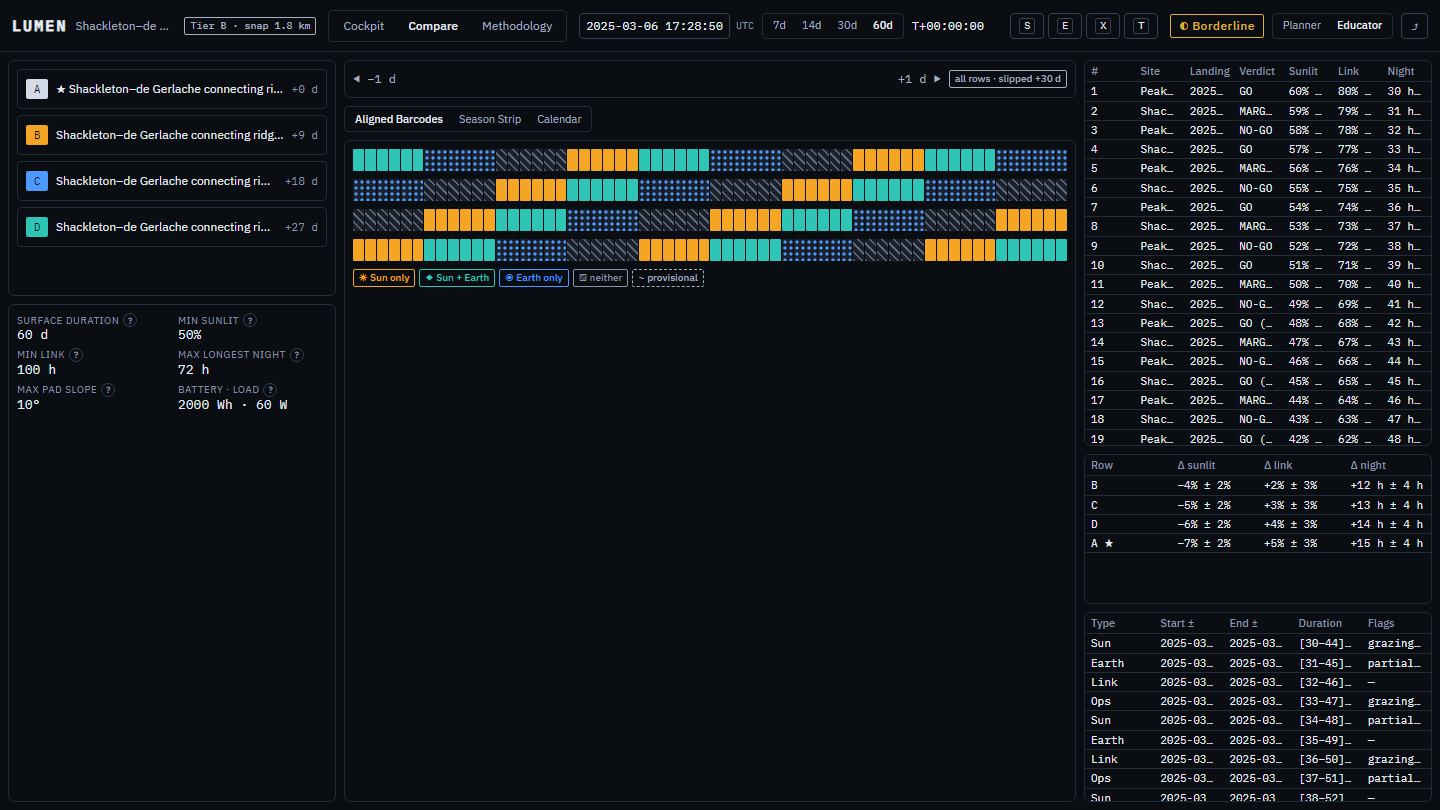 LUMEN Shackleton–de … Tier B · snap 1.8 km Cockpit Compare Methodology 2025-03-06 17:28:50 UTC 7d 14d 30d 60d T+00:00:00 S E X T ◐ Borderline Planner Educator ⤴
A ★ Shackleton–de Gerlache connecting ri… +0 d
B Shackleton–de Gerlache connecting ridg… +9 d
C Shackleton–de Gerlache connecting ri… +18 d
D Shackleton–de Gerlache connecting ri… +27 d
SURFACE DURATION ? MIN SUNLIT ?
60 d 50%
MIN LINK ? MAX LONGEST NIGHT ?
100 h 72 h
MAX PAD SLOPE ? BATTERY · LOAD ?
10° 2000 Wh · 60 W
◀ −1 d +1 d ▶ all rows · slipped +30 d
Aligned Barcodes Season Strip Calendar
☀ Sun only ◆ Sun + Earth ◉ Earth only ▨ neither ~ provisional
# Site Landing Verdict Sunlit Link Night
1 Peak… 2025… GO 60% … 80% … 30 h…
2 Shac… 2025… MARG… 59% … 79% … 31 h…
3 Peak… 2025… NO-GO 58% … 78% … 32 h…
4 Shac… 2025… GO 57% … 77% … 33 h…
5 Peak… 2025… MARG… 56% … 76% … 34 h…
6 Shac… 2025… NO-GO 55% … 75% … 35 h…
7 Peak… 2025… GO 54% … 74% … 36 h…
8 Shac… 2025… MARG… 53% … 73% … 37 h…
9 Peak… 2025… NO-GO 52% … 72% … 38 h…
10 Shac… 2025… GO 51% … 71% … 39 h…
11 Peak… 2025… MARG… 50% … 70% … 40 h…
12 Shac… 2025… NO-G… 49% … 69% … 41 h…
13 Peak… 2025… GO (… 48% … 68% … 42 h…
14 Shac… 2025… MARG… 47% … 67% … 43 h…
15 Peak… 2025… NO-G… 46% … 66% … 44 h…
16 Shac… 2025… GO (… 45% … 65% … 45 h…
17 Peak… 2025… MARG… 44% … 64% … 46 h…
18 Shac… 2025… NO-G… 43% … 63% … 47 h…
19 Peak… 2025… GO (… 42% … 62% … 48 h…
Row Δ sunlit Δ link Δ night
B −4% ± 2% +2% ± 3% +12 h ± 4 h
C −5% ± 2% +3% ± 3% +13 h ± 4 h
D −6% ± 2% +4% ± 3% +14 h ± 4 h
A ★ −7% ± 2% +5% ± 3% +15 h ± 4 h
Type Start ± End ± Duration Flags
Sun 2025-03… 2025-03… [30–44]… grazing…
Earth 2025-03… 2025-03… [31–45]… partial…
Link 2025-03… 2025-03… [32–46]… —
Ops 2025-03… 2025-03… [33–47]… grazing…
Sun 2025-03… 2025-03… [34–48]… partial…
Earth 2025-03… 2025-03… [35–49]… —
Link 2025-03… 2025-03… [36–50]… grazing…
Ops 2025-03… 2025-03… [37–51]… partial…
Sun 2025-03… 2025-03… [38–52]… —